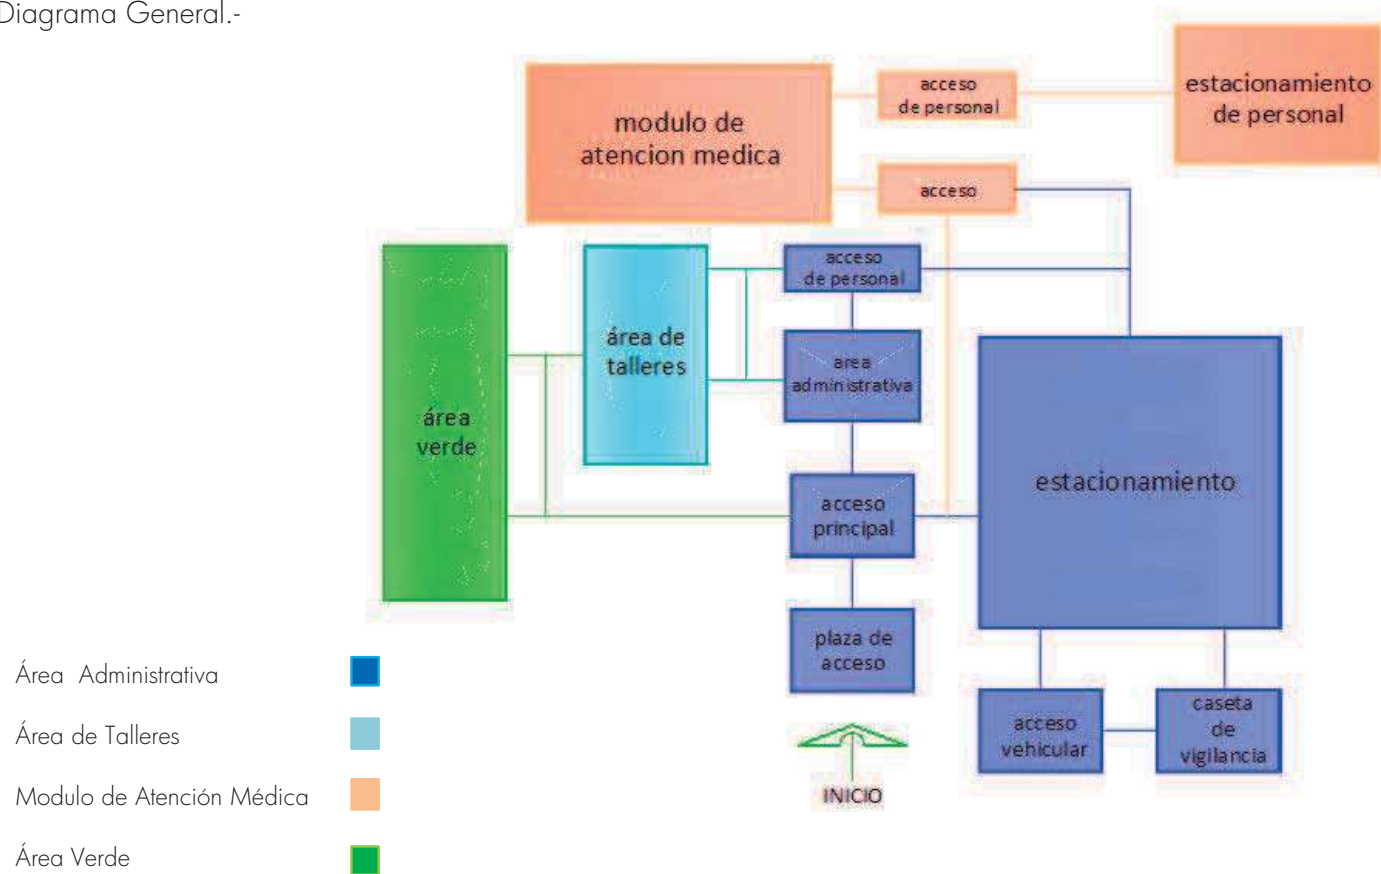 Diagrama General.-
modulo de
atencion medica
acceso
de personal
estacionamiento
de personal
acceso
acceso
de personal
área de
talleres
area
administrativa
área
verde
estacionamiento
acceso
principal
plaza de
acceso
acceso
vehicular
caseta
de
vigilancia
INICIO
Área Administrativa
Área de Talleres
Modulo de Atención Médica
Área Verde